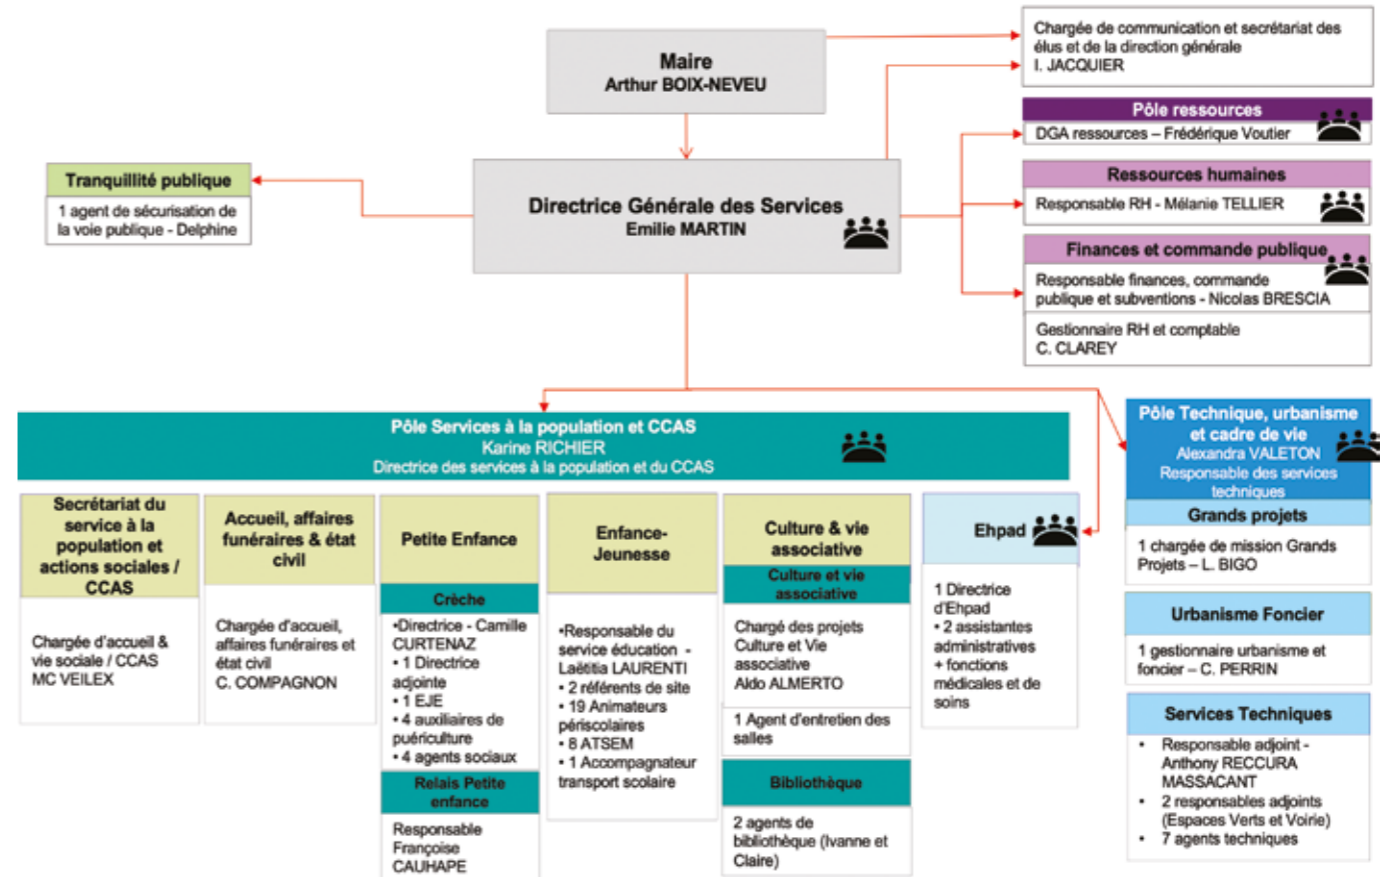 Maire
Arthur BOIX-NEVEU
Chargée de communication et secrétariat des
élus et de la direction générale
I. JACQUIER
Pôle ressources
DGA ressources – Frédérique Voutier
Ressources humaines
Responsable RH - Mélanie TELLIER
Finances et commande publique
Responsable finances, commande
publique et subventions - Nicolas BRESCIA
Gestionnaire RH et comptable
C. CLAREY
Tranquillité publique
1 agent de sécurisation de
la voie publique - Delphine
Directrice Générale des Services
Emilie MARTIN
Pôle Services à la population et CCAS
Karine RICHIER
Directrice des services à la population et du CCAS
Secrétariat du
service à la
population et
actions sociales /
CCAS
Chargée d'accueil &
vie sociale / CCAS
MC VEILEX
Accueil, affaires
funéraires & état
civil
Chargée d'accueil,
affaires funéraires et
état civil
C. COMPAGNON
Petite Enfance
Crèche
•Directrice - Camille
CURTENAZ
• 1 Directrice
adjointe
• 1 EJE
• 4 auxiliaires de
puériculture
• 4 agents sociaux
Relais Petite
enfance
Responsable
Françoise
CAUHAPE
Enfance-
Jeunesse
•Responsable du
service éducation -
Laëtitia LAURENTI
• 2 référents de site
• 19 Animateurs
périscolaires
• 8 ATSEM
• 1 Accompagnateur
transport scolaire
Culture & vie
associative
Culture et vie
associative
Chargé des projets
Culture et Vie
associative
Aldo ALMERTO
1 Agent d'entretien des
salles
Bibliothèque
2 agents de
bibliothèque (Ivanne et
Claire)
Ehpad
1 Directrice
d'Ehpad
• 2 assistantes
administratives
+ fonctions
médicales et de
soins
Pôle Technique, urbanisme
et cadre de vie
Alexandra VALETON
Responsable des services
techniques
Grands projets
1 chargée de mission Grands
Projets – L. BIGO
Urbanisme Foncier
1 gestionnaire urbanisme et
foncier – C. PERRIN
Services Techniques
• Responsable adjoint -
Anthony RECCURA
MASSACANT
• 2 responsables adjoints
(Espaces Verts et Voirie)
• 7 agents techniques